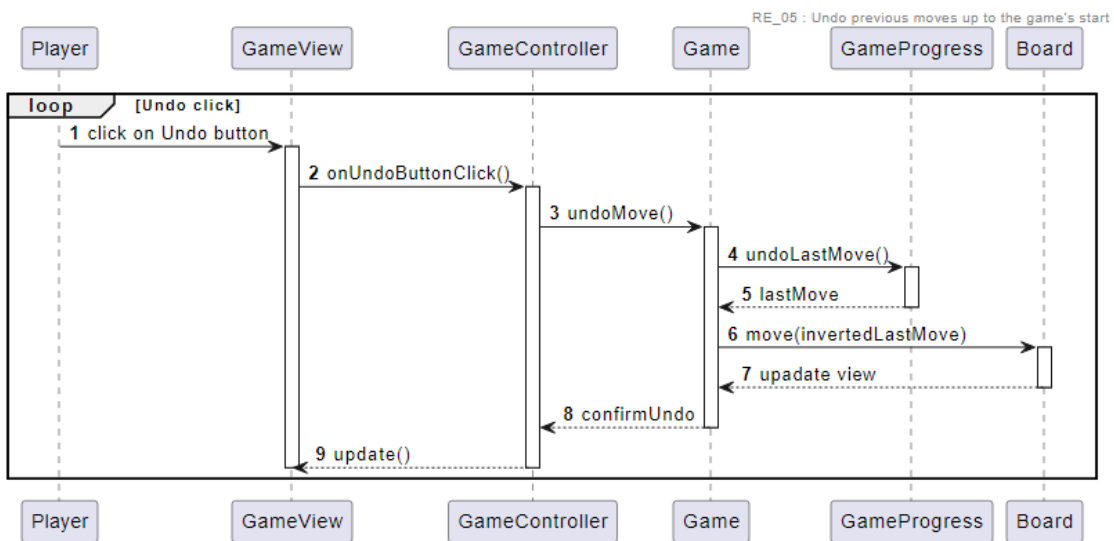 RE_05 : Undo previous moves up to the game's start
Player GameView GameController Game GameProgress Board
loop [Undo click]
1 click on Undo button
2 onUndoButtonClick()
3 undoMove()
4 undoLastMove()
5 lastMove
6 move(invertedLastMove)
7 upadate view
8 confirmUndo
9 update()
Player GameView GameController Game GameProgress Board